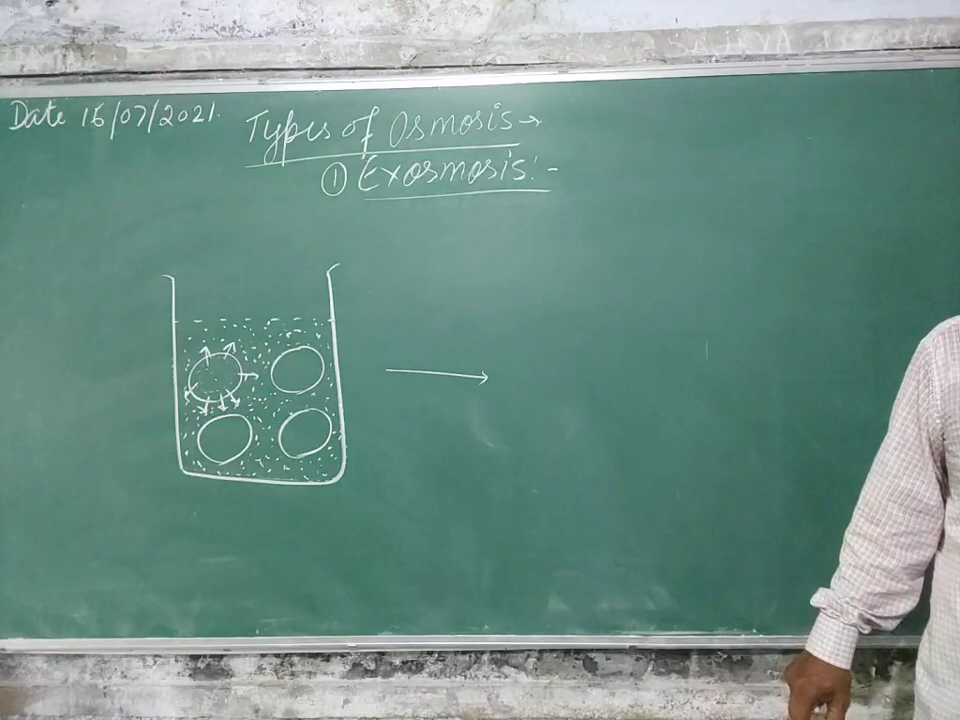 Date 16/07/2021.
Types of Osmosis →
① Exosmosis :-